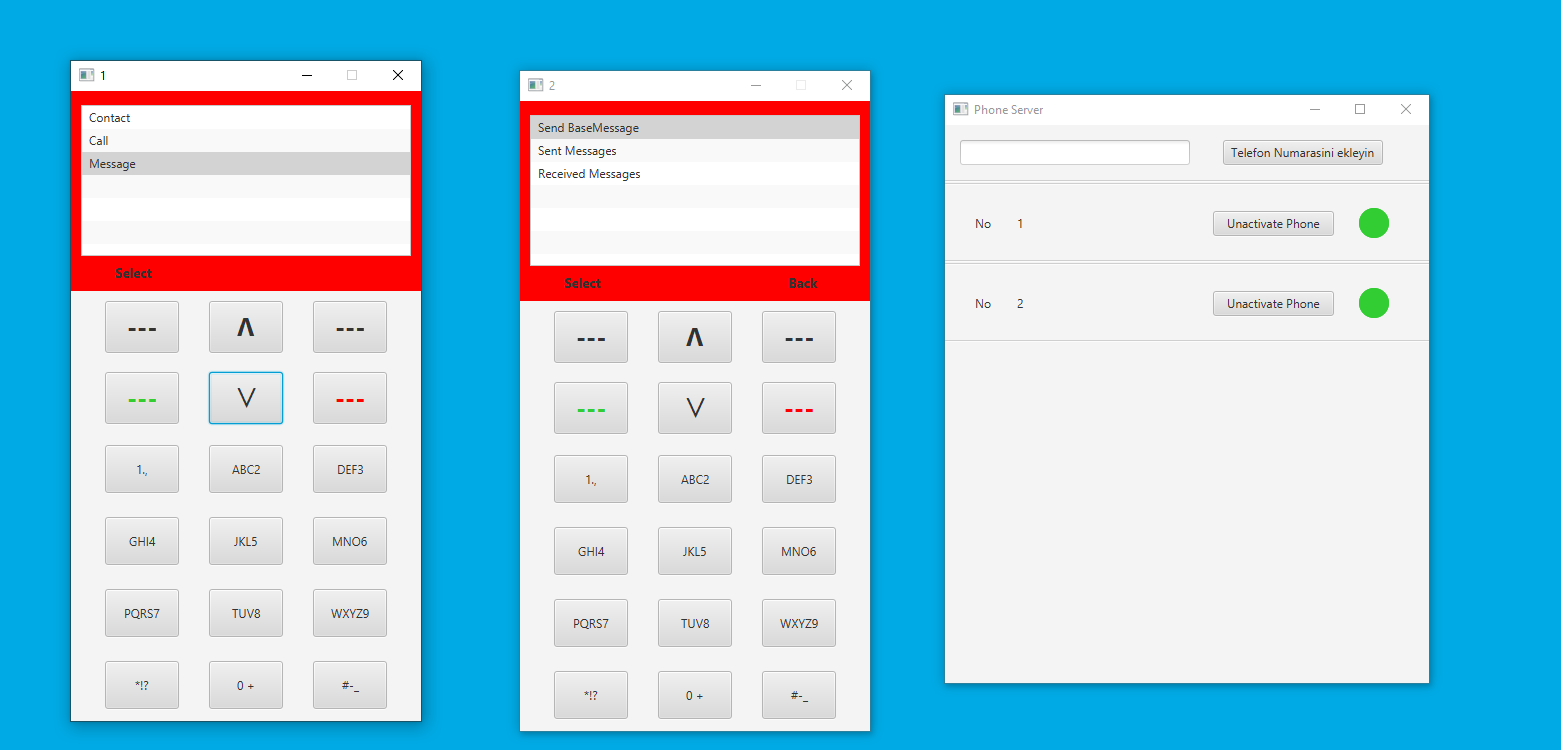 1
Contact
Call
Message
Select
--- Λ ---
--- V ---
1., ABC2 DEF3
GHI4 JKL5 MNO6
PQRS7 TUV8 WXYZ9
*!? 0 + #-_
2
Send BaseMessage
Sent Messages
Received Messages
Select Back
--- Λ ---
--- V ---
1., ABC2 DEF3
GHI4 JKL5 MNO6
PQRS7 TUV8 WXYZ9
*!? 0 + #-_
Phone Server
Telefon Numarasini ekleyin
No 1 Unactivate Phone
No 2 Unactivate Phone